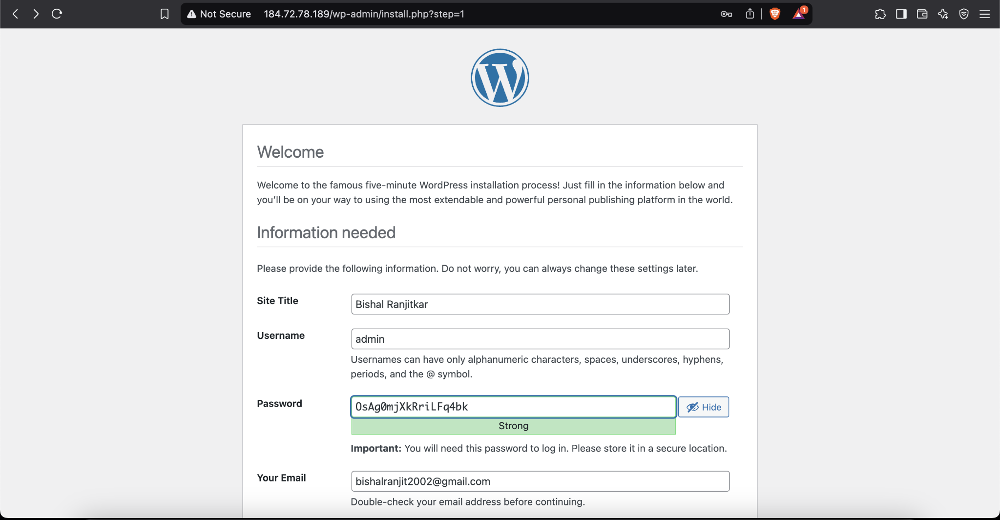 Not Secure 184.72.78.189/wp-admin/install.php?step=1
1
Welcome
Welcome to the famous five-minute WordPress installation process! Just fill in the information below and
you’ll be on your way to using the most extendable and powerful personal publishing platform in the world.
Information needed
Please provide the following information. Do not worry, you can always change these settings later.
Site Title
Bishal Ranjitkar
Username
admin
Usernames can have only alphanumeric characters, spaces, underscores, hyphens,
periods, and the @ symbol.
Password
OsAg0mjXkRriLFq4bk
Hide
Strong
Important: You will need this password to log in. Please store it in a secure location.
Your Email
bishalranjit2002@gmail.com
Double-check your email address before continuing.